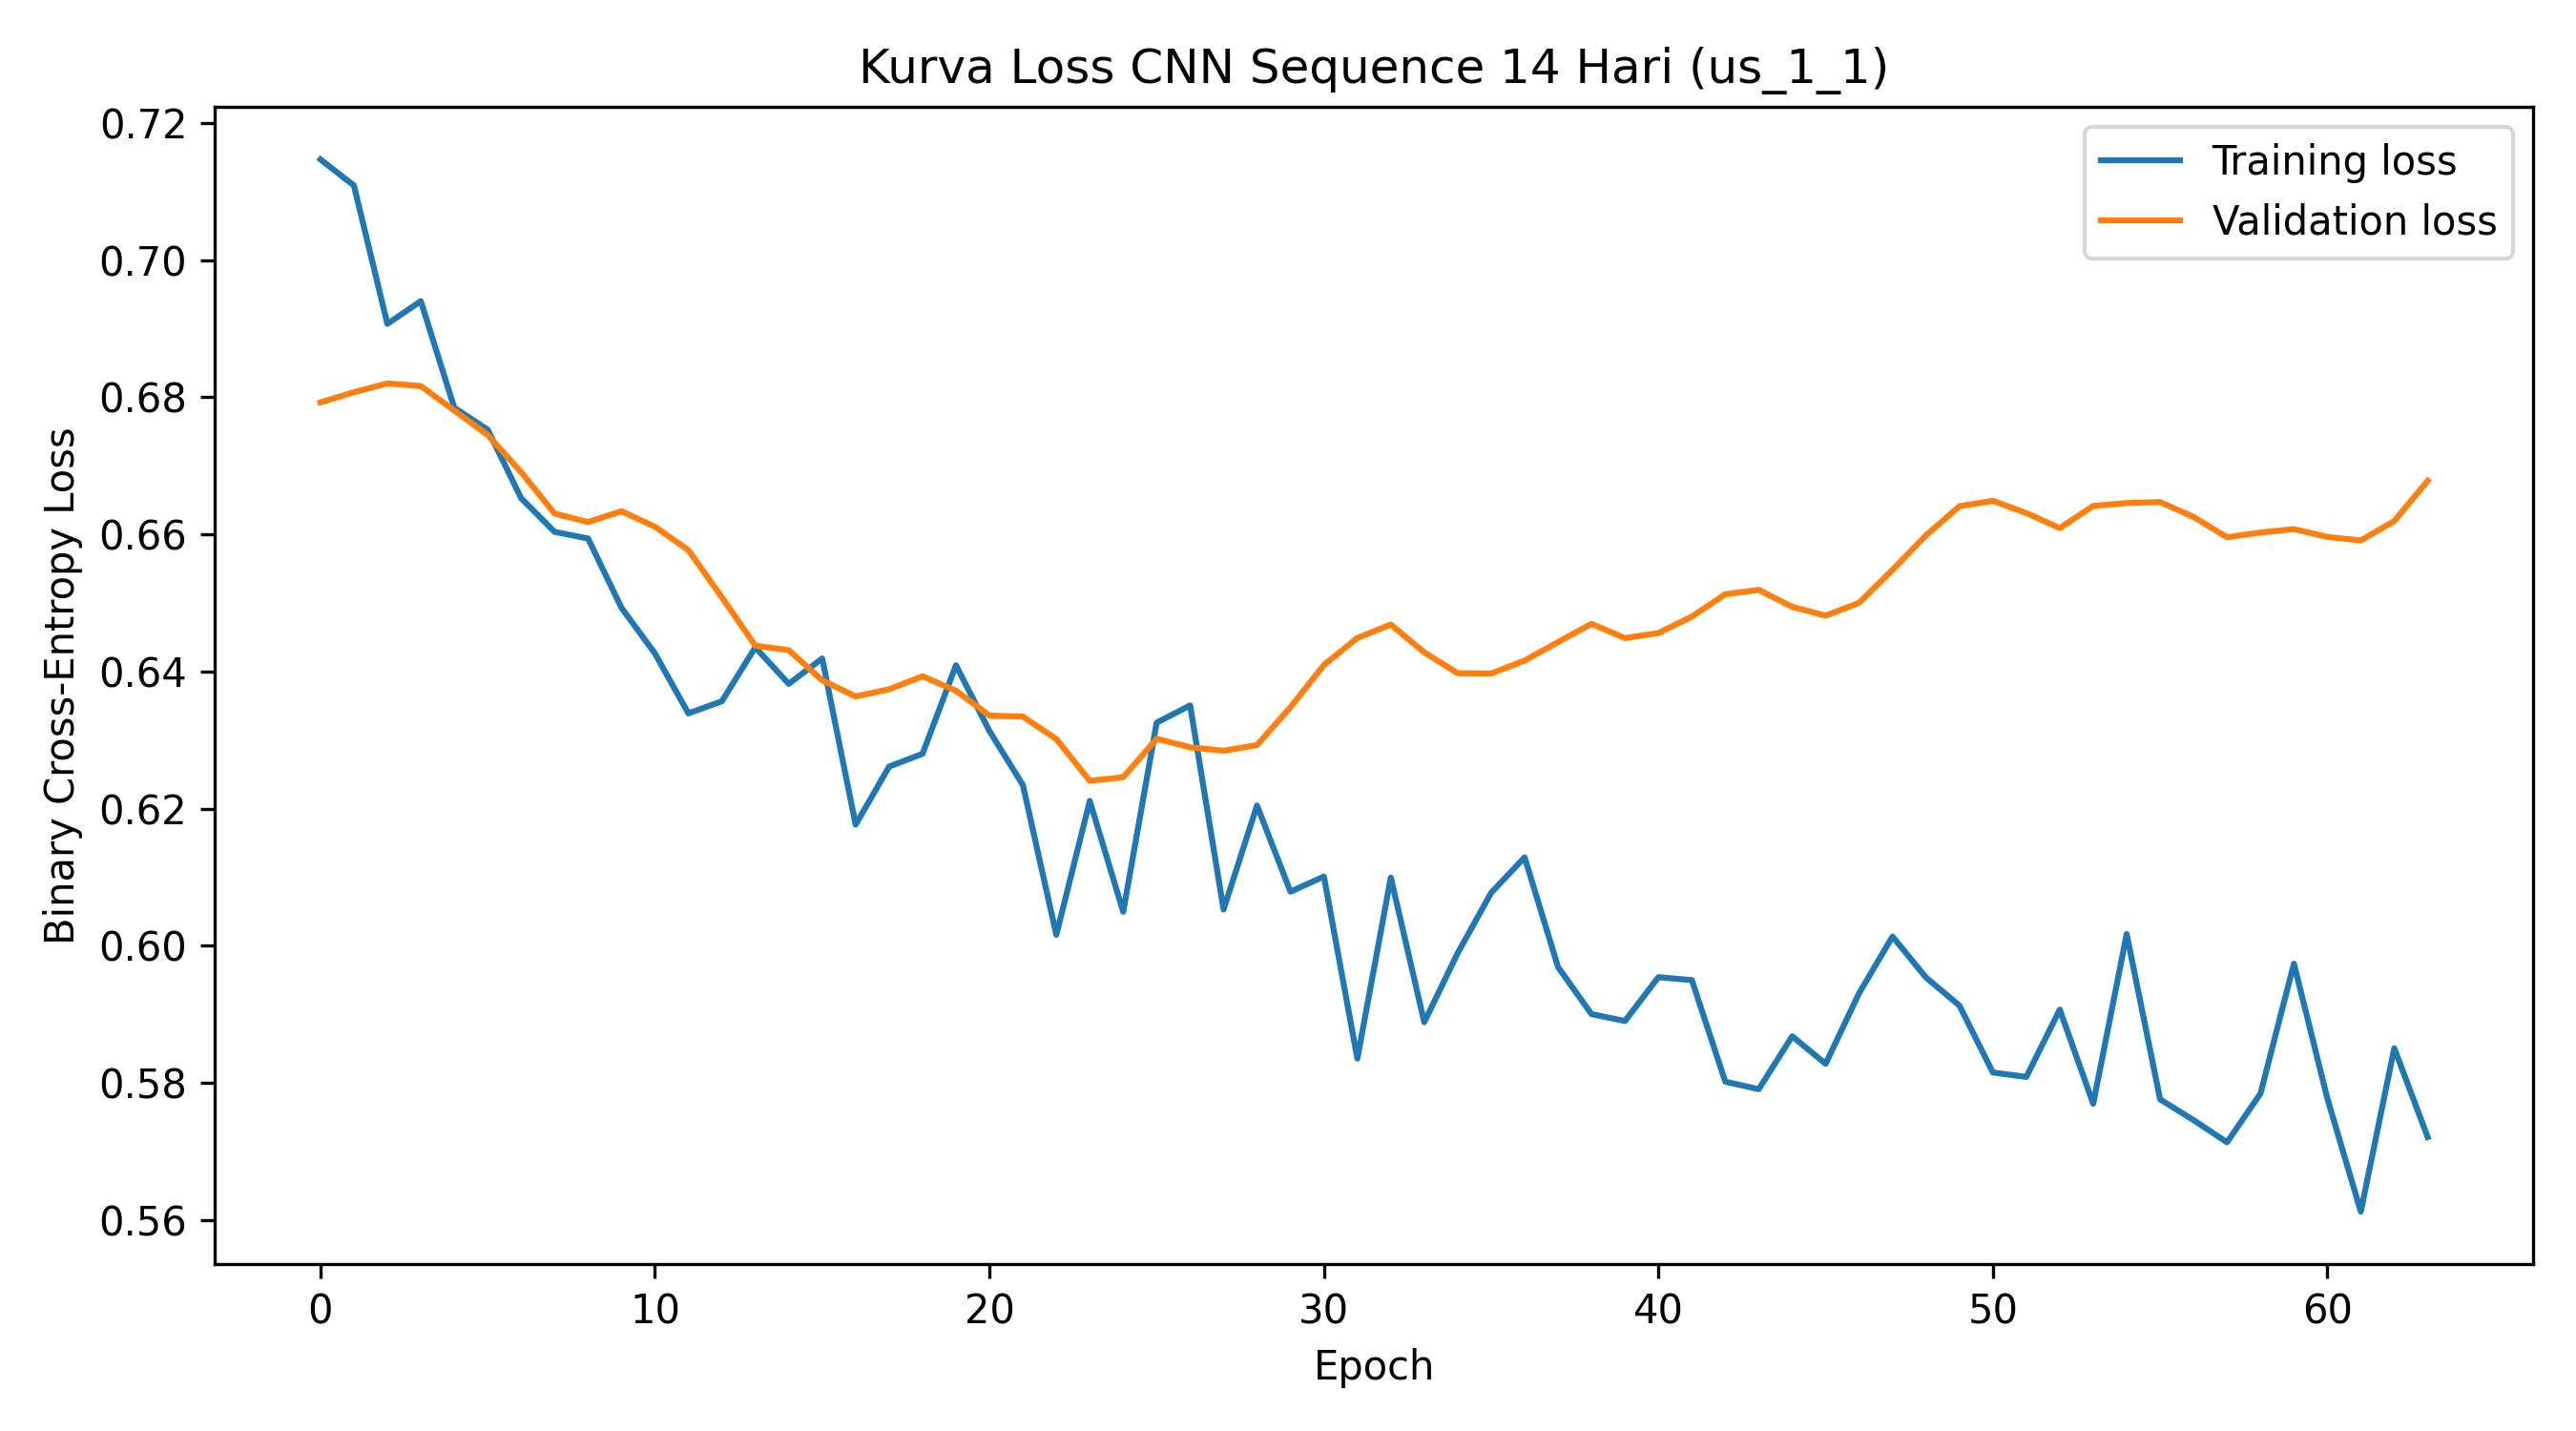 Kurva Loss CNN Sequence 14 Hari (us_1_1)
Training loss
Validation loss
Binary Cross-Entropy Loss
0.72
0.70
0.68
0.66
0.64
0.62
0.60
0.58
0.56
0 10 20 30 40 50 60
Epoch